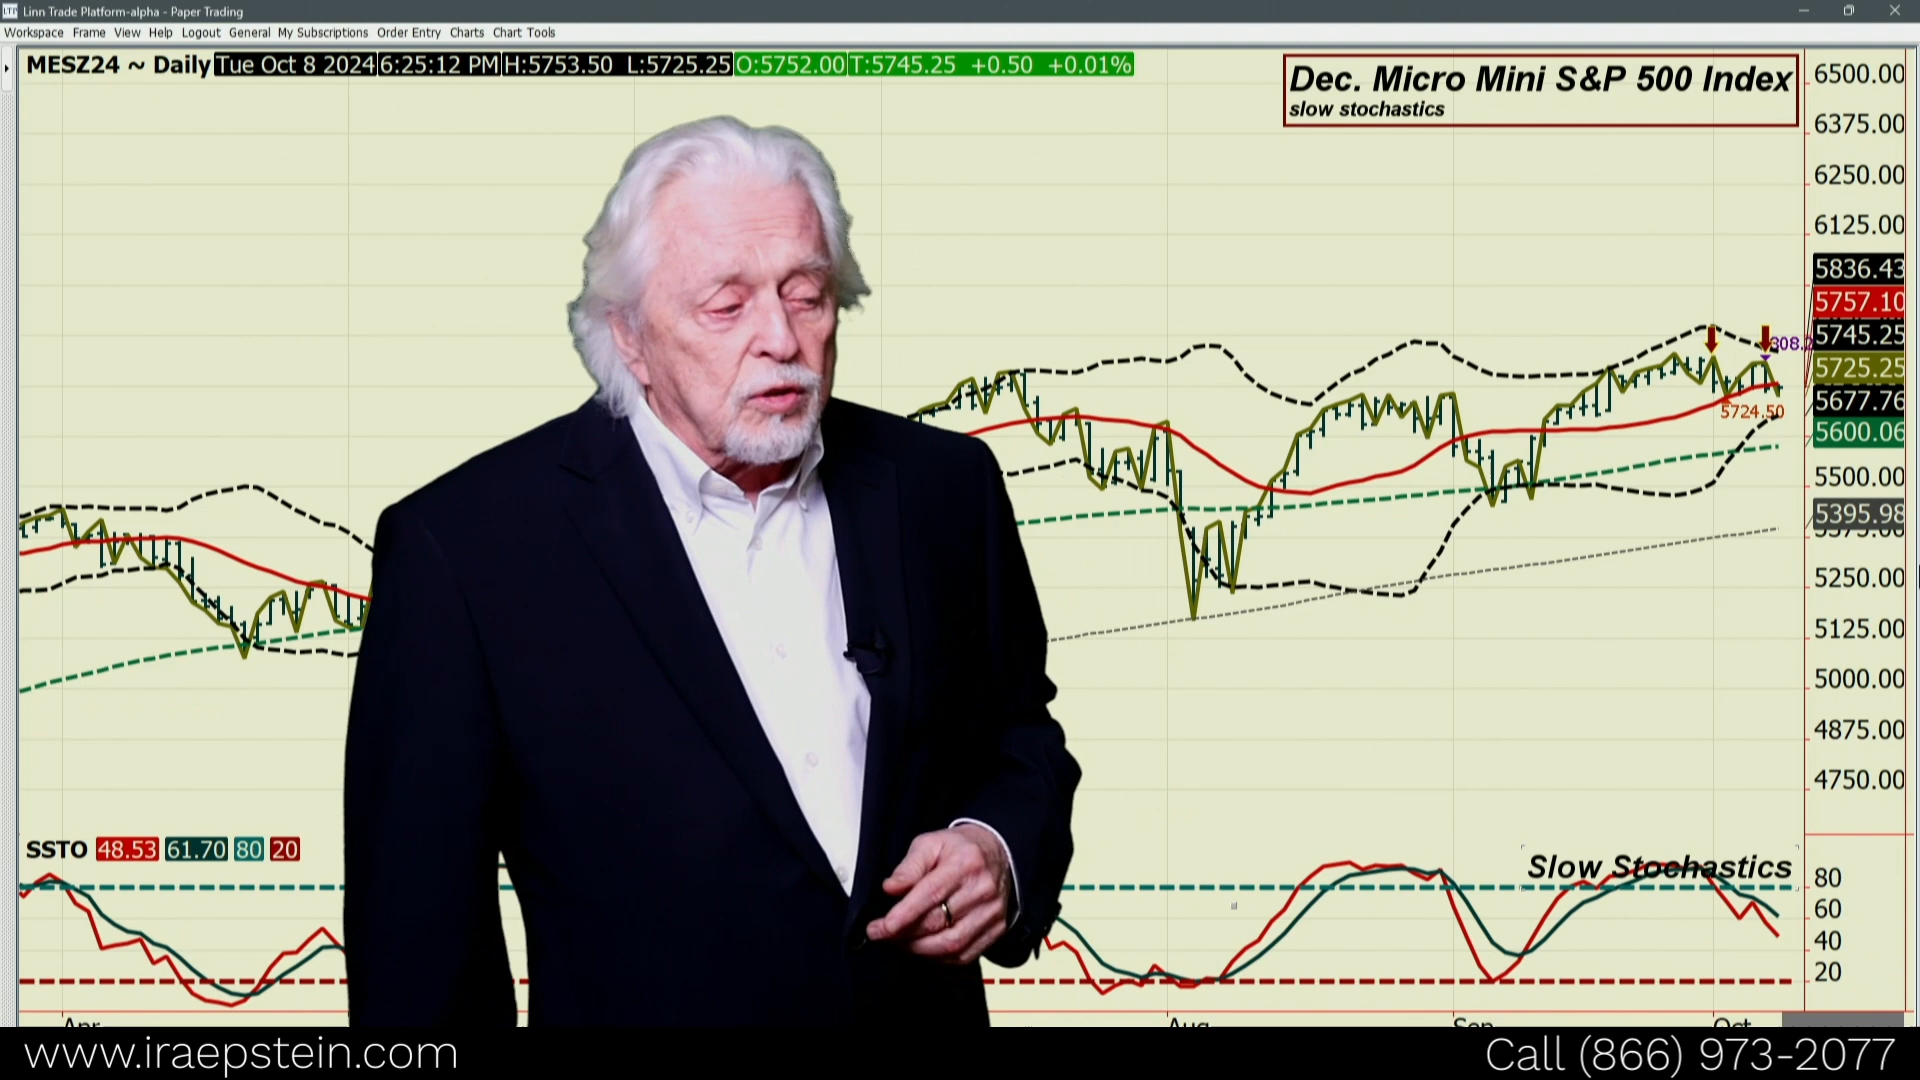 LTP Linn Trade Platform-alpha - Paper Trading
Workspace Frame View Help Logout General My Subscriptions Order Entry Charts Chart Tools
MESZ24 ~ Daily Tue Oct 8 2024 6:25:12 PM H:5753.50 L:5725.25 O:5752.00 T:5745.25 +0.50 +0.01%
Dec. Micro Mini S&P 500 Index
slow stochastics
6500.00
6375.00
6250.00
6125.00
5836.43
5757.10
5745.25
5725.25
5677.76
5600.06
5500.00
5395.98
5375.00
5250.00
5125.00
5000.00
4875.00
4750.00
5724.50
SSTO 48.53 61.70 80 20
Slow Stochastics
80
60
40
20
Apr Aug Sep Oct
www.iraepstein.com
Call (866) 973-2077